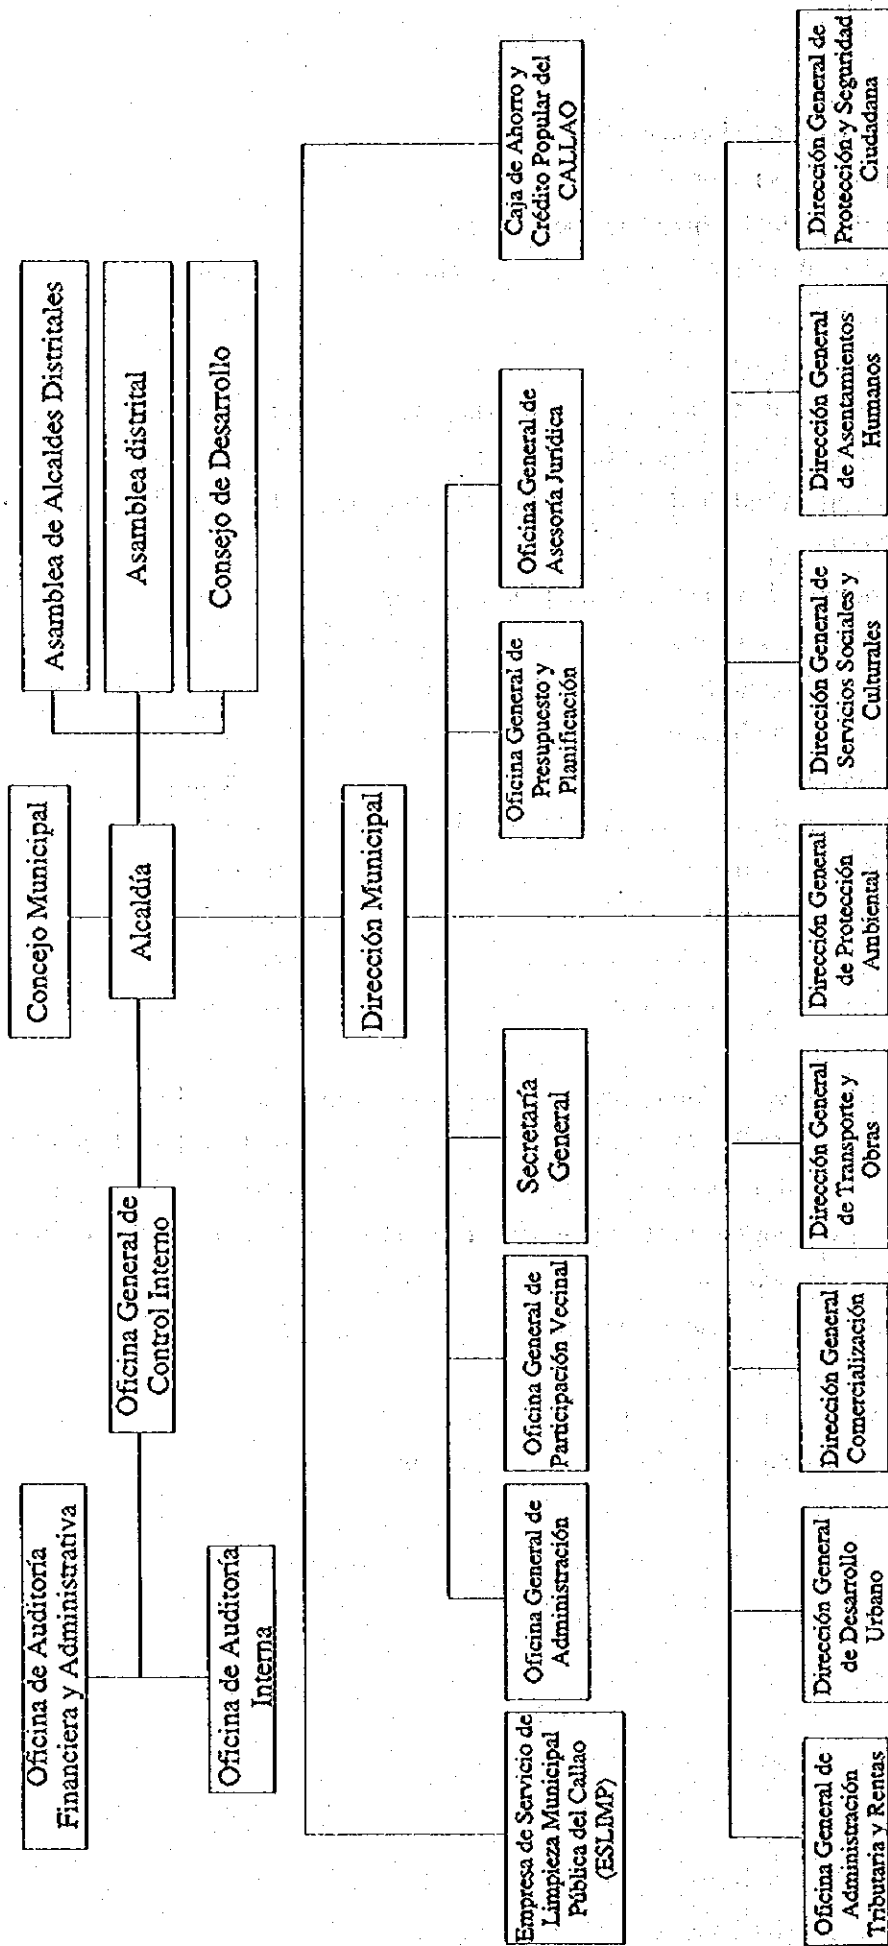 Concejo Municipal
Oficina de Auditoría
Financiera y Administrativa
Asamblea de Alcaldes Distritales
Oficina General de
Control Interno
Alcaldía
Asamblea distrital
Oficina de Auditoría
Interna
Consejo de Desarrollo
Dirección Municipal
Empresa de Servicio de
Limpieza Municipal
Pública del Callao
(ESLIMP)
Oficina General de
Administración
Oficina General de
Participación Vecinal
Secretaría
General
Oficina General de
Presupuesto y
Planificación
Oficina General de
Asesoría Jurídica
Caja de Ahorro y
Crédito Popular del
CALLAO
Oficina General de
Administración
Tributaria y Rentas
Dirección General
de Desarrollo
Urbano
Dirección General
Comercialización
Dirección General
de Transporte y
Obras
Dirección General
de Protección
Ambiental
Dirección General de
Servicios Sociales y
Culturales
Dirección General
de Asentamientos
Humanos
Dirección General de
Protección y Seguridad
Ciudadana